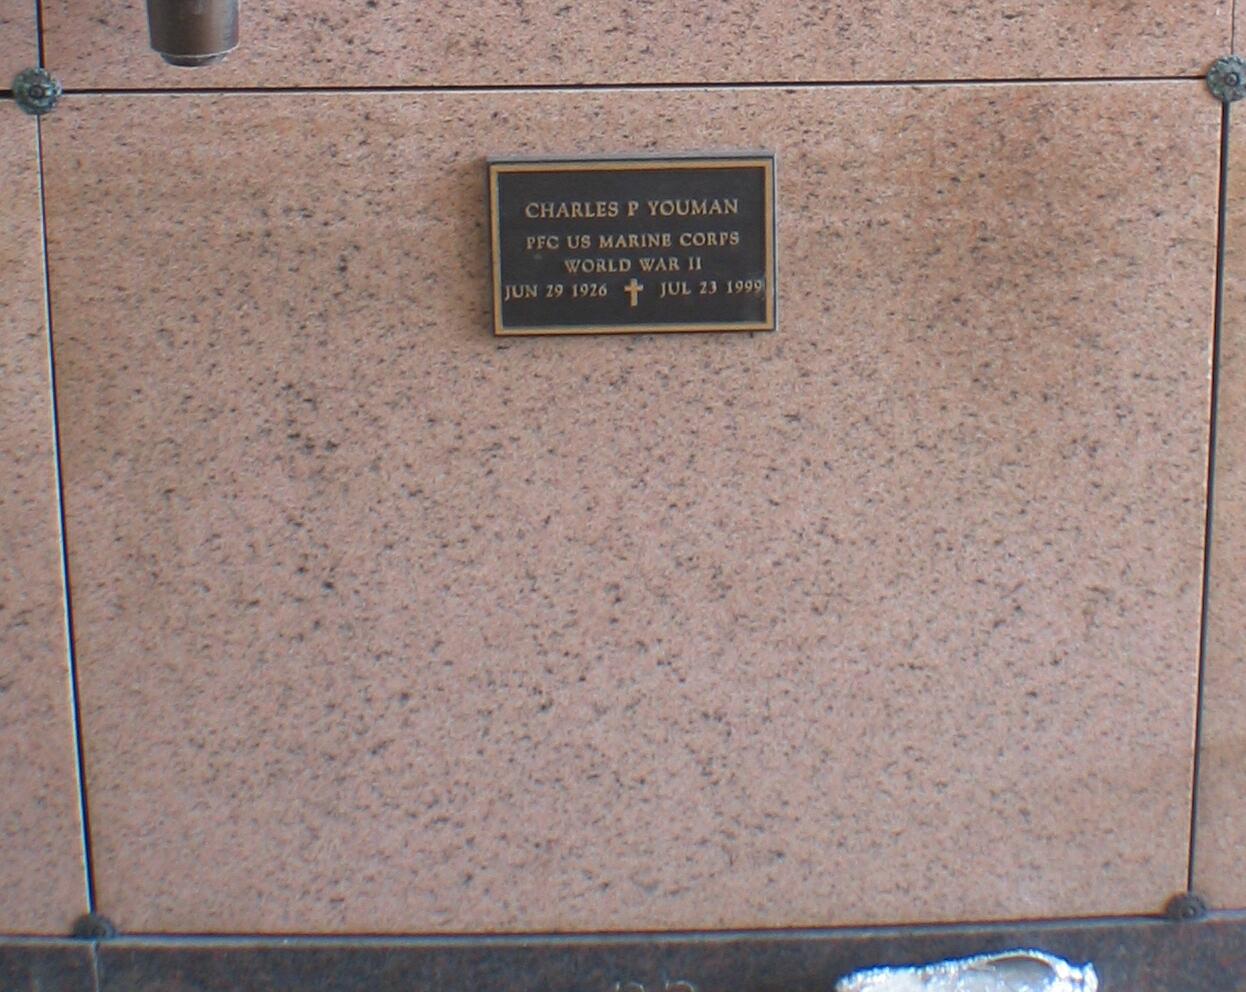 CHARLES P YOUMAN
PFC US MARINE CORPS
WORLD WAR II
JUN 29 1926 ✝ JUL 23 1999